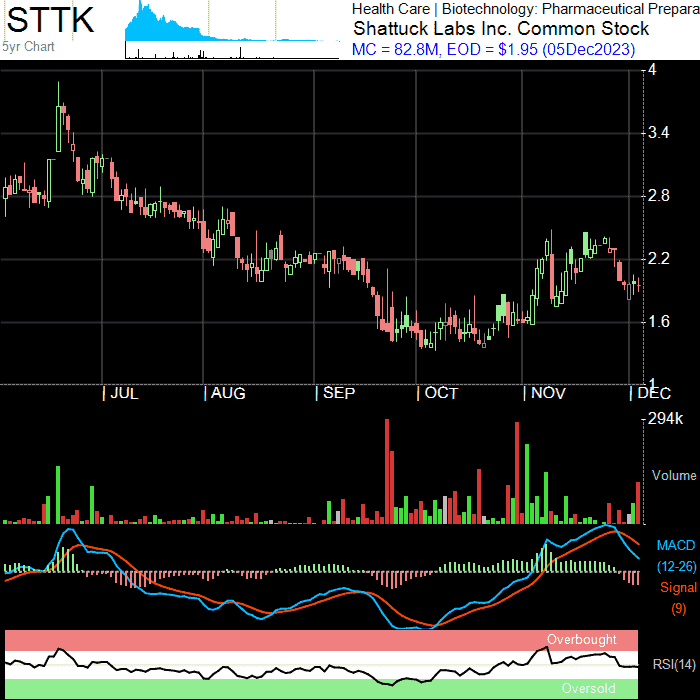 STTK
5yr Chart
Health Care | Biotechnology: Pharmaceutical Prepara
Shattuck Labs Inc. Common Stock
MC = 82.8M, EOD = $1.95 (05Dec2023)
4
3.4
2.8
2.2
1.6
1
JUL
AUG
SEP
OCT
NOV
DEC
294k
Volume
MACD
(12-26)
Signal
(9)
Overbought
RSI(14)
Oversold